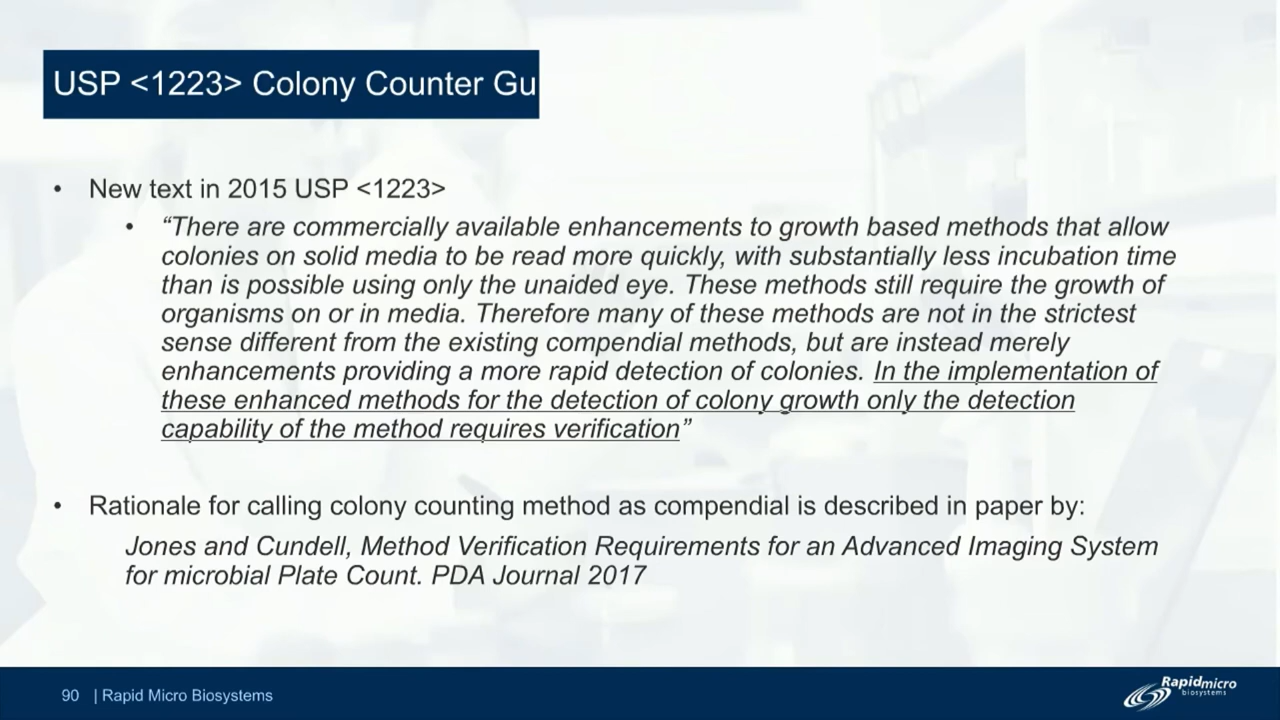 USP <1223> Colony Counter Gu
• New text in 2015 USP <1223>
• “There are commercially available enhancements to growth based methods that allow
colonies on solid media to be read more quickly, with substantially less incubation time
than is possible using only the unaided eye. These methods still require the growth of
organisms on or in media. Therefore many of these methods are not in the strictest
sense different from the existing compendial methods, but are instead merely
enhancements providing a more rapid detection of colonies. In the implementation of
these enhanced methods for the detection of colony growth only the detection
capability of the method requires verification”
• Rationale for calling colony counting method as compendial is described in paper by:
Jones and Cundell, Method Verification Requirements for an Advanced Imaging System
for microbial Plate Count. PDA Journal 2017
90 | Rapid Micro Biosystems
Rapidmicro
biosystems